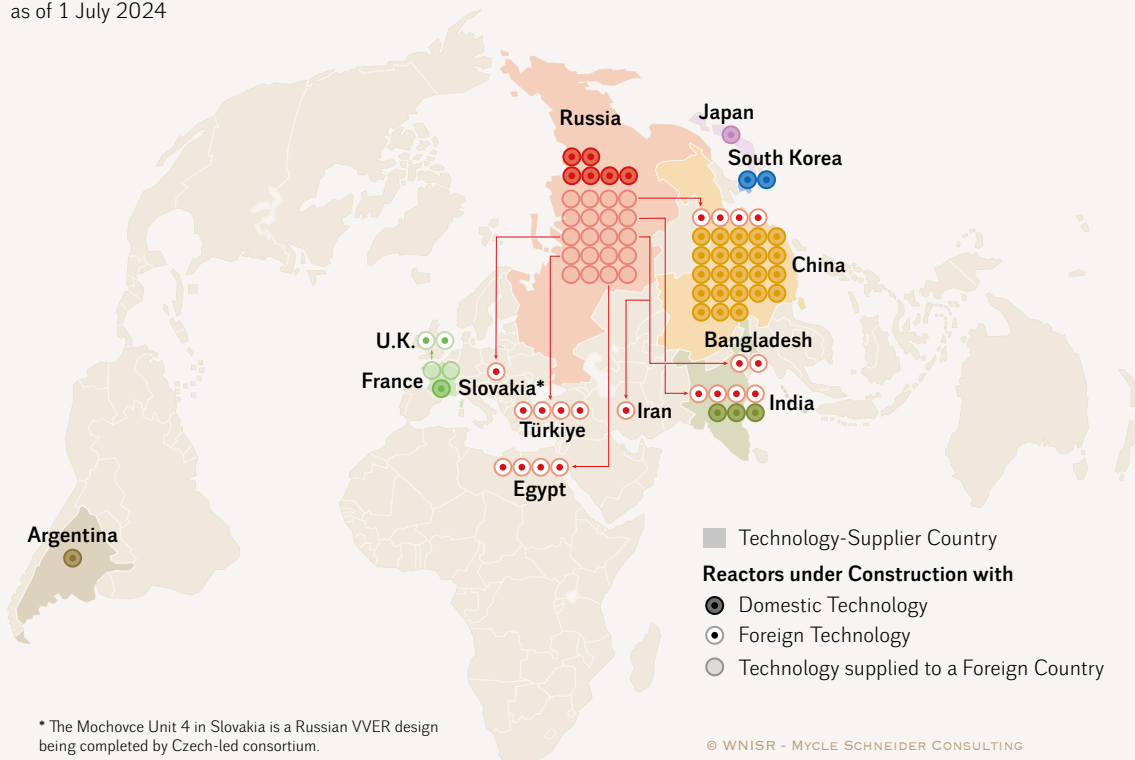 as of 1 July 2024
Russia
Japan
South Korea
China
Bangladesh
U.K.
France
Slovakia*
Iran
India
Türkiye
Egypt
Argentina
Technology-Supplier Country
Reactors under Construction with
Domestic Technology
Foreign Technology
Technology supplied to a Foreign Country
* The Mochovce Unit 4 in Slovakia is a Russian VVER design
being completed by Czech-led consortium.
© WNISR - Mycle Schneider Consulting